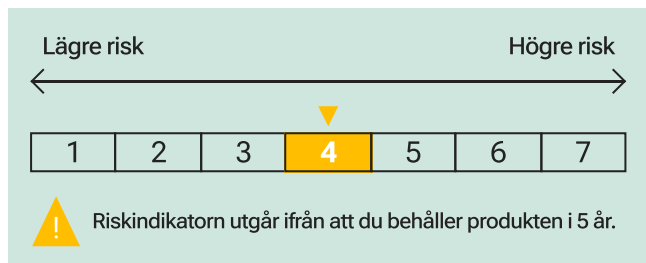 Lägre risk Högre risk
1 2 3 4 5 6 7
! Riskindikatorn utgår ifrån att du behåller produkten i 5 år.